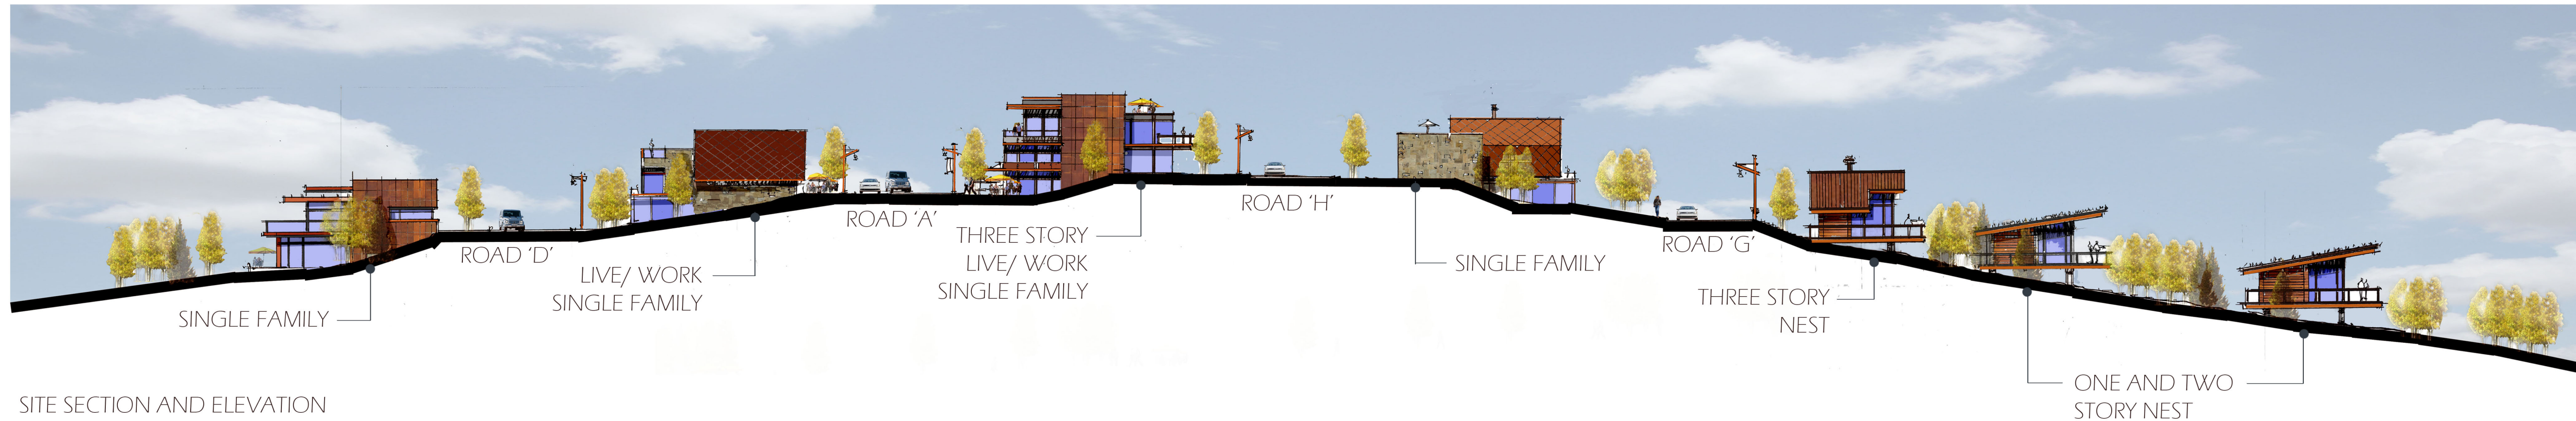 SINGLE FAMILY
ROAD 'D'
LIVE/ WORK
SINGLE FAMILY
ROAD 'A'
THREE STORY
LIVE/ WORK
SINGLE FAMILY
ROAD 'H'
SINGLE FAMILY
ROAD 'G'
THREE STORY
NEST
ONE AND TWO
STORY NEST
SITE SECTION AND ELEVATION